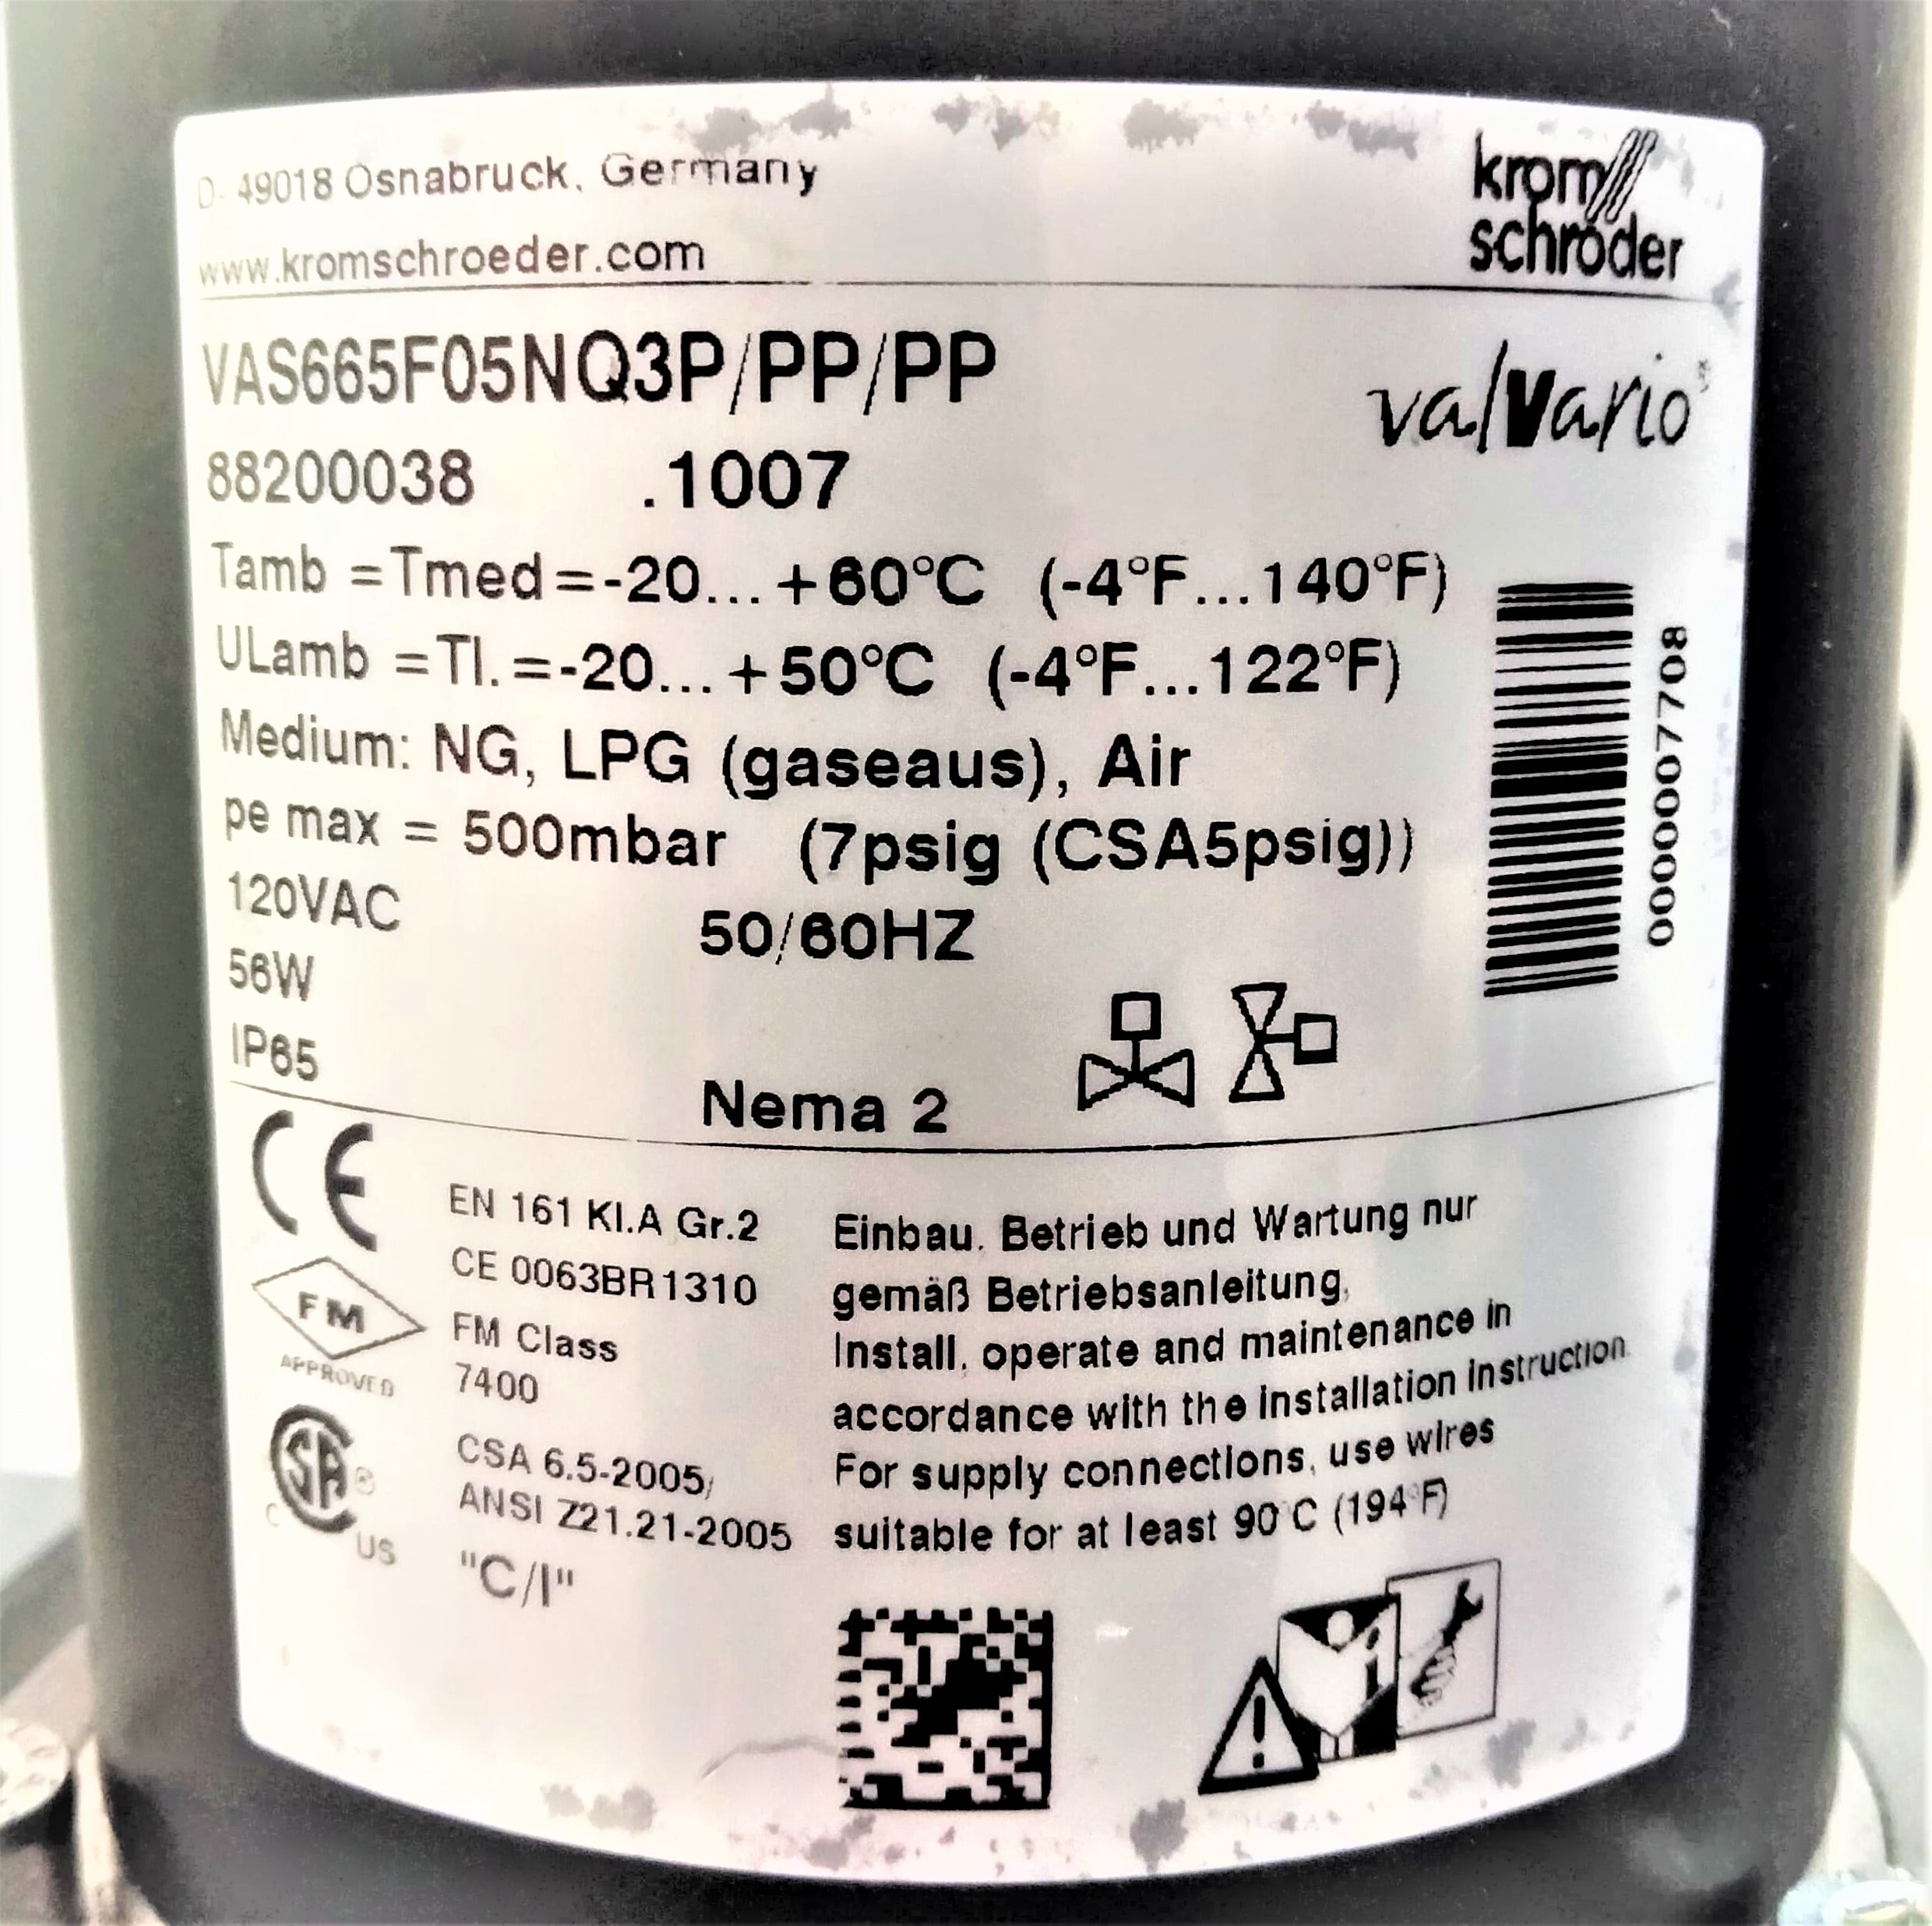 D-49018 Osnabruck, Germany
www.kromschroeder.com
krom
schröder
VAS665F05NQ3P/PP/PP
valVario®
88200038 .1007
Tamb =Tmed=-20...+60°C (-4°F...140°F)
ULamb =Tl.=-20...+50°C (-4°F...122°F)
Medium: NG, LPG (gaseaus), Air
pe max = 500mbar (7psig (CSA5psig))
120VAC 50/60HZ
56W
IP65 Nema 2
0000007708
CE
EN 161 Kl.A Gr.2
CE 0063BR1310
FM
APPROVED
FM Class
7400
SA®
C US
CSA 6.5-2005,
ANSI Z21.21-2005
"C/I"
Einbau. Betrieb und Wartung nur
gemäß Betriebsanleitung.
Install, operate and maintenance in
accordance with the installation instruction.
For supply connections, use wires
suitable for at least 90°C (194°F)